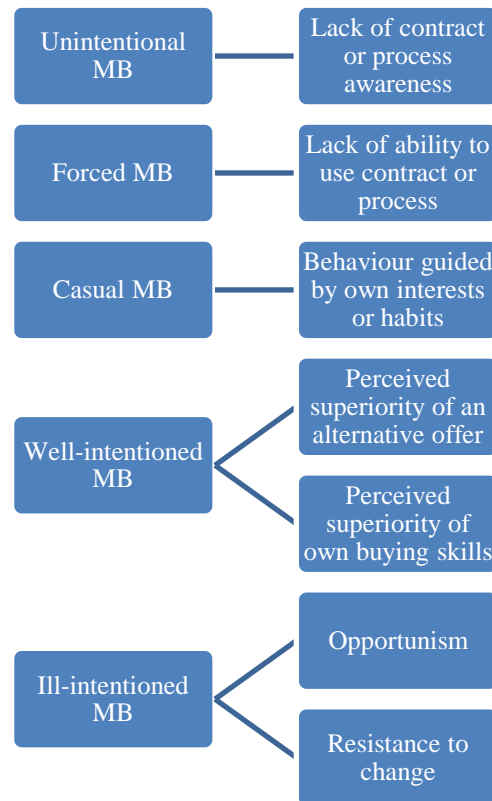 Unintentional
MB
Lack of contract
or process
awareness
Forced MB
Lack of ability to
use contract or
process
Casual MB
Behaviour guided
by own interests
or habits
Well-intentioned
MB
Perceived
superiority of an
alternative offer
Perceived
superiority of
own buying skills
Ill-intentioned
MB
Opportunism
Resistance to
change